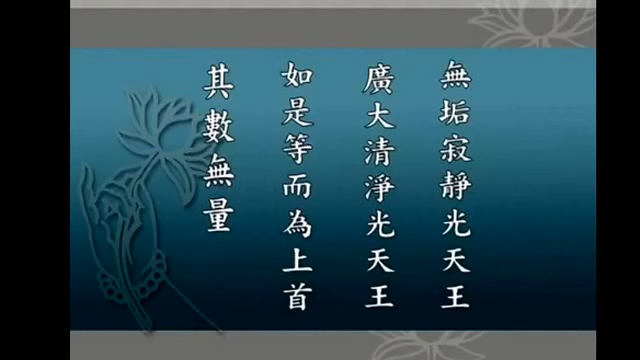 無垢寂靜光天王
廣大清淨光天王
如是等而為上首
其數無量